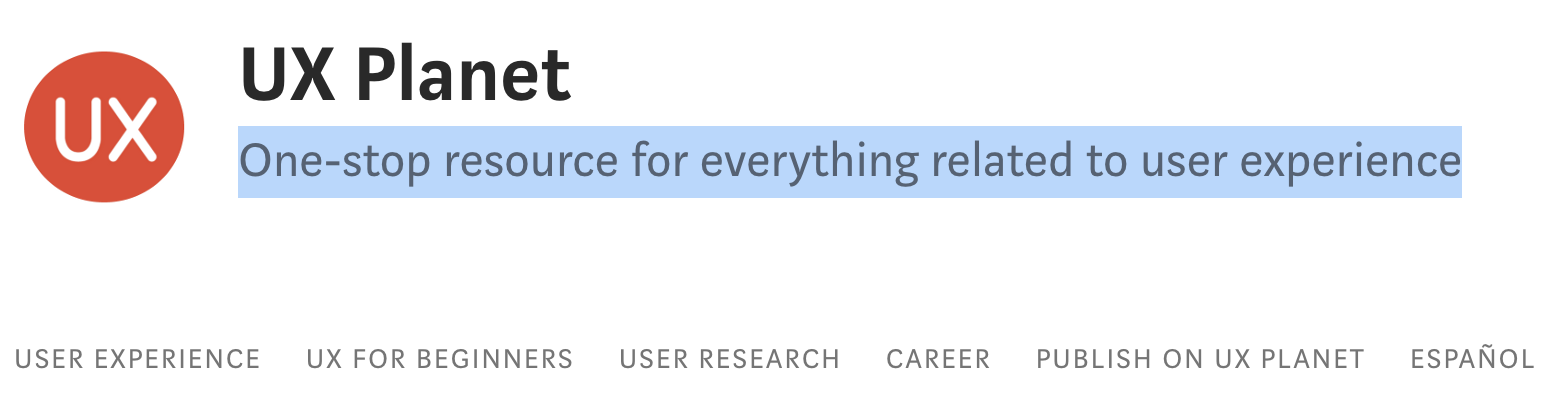 UX
UX Planet
One-stop resource for everything related to user experience
USER EXPERIENCE UX FOR BEGINNERS USER RESEARCH CAREER PUBLISH ON UX PLANET ESPAÑOL